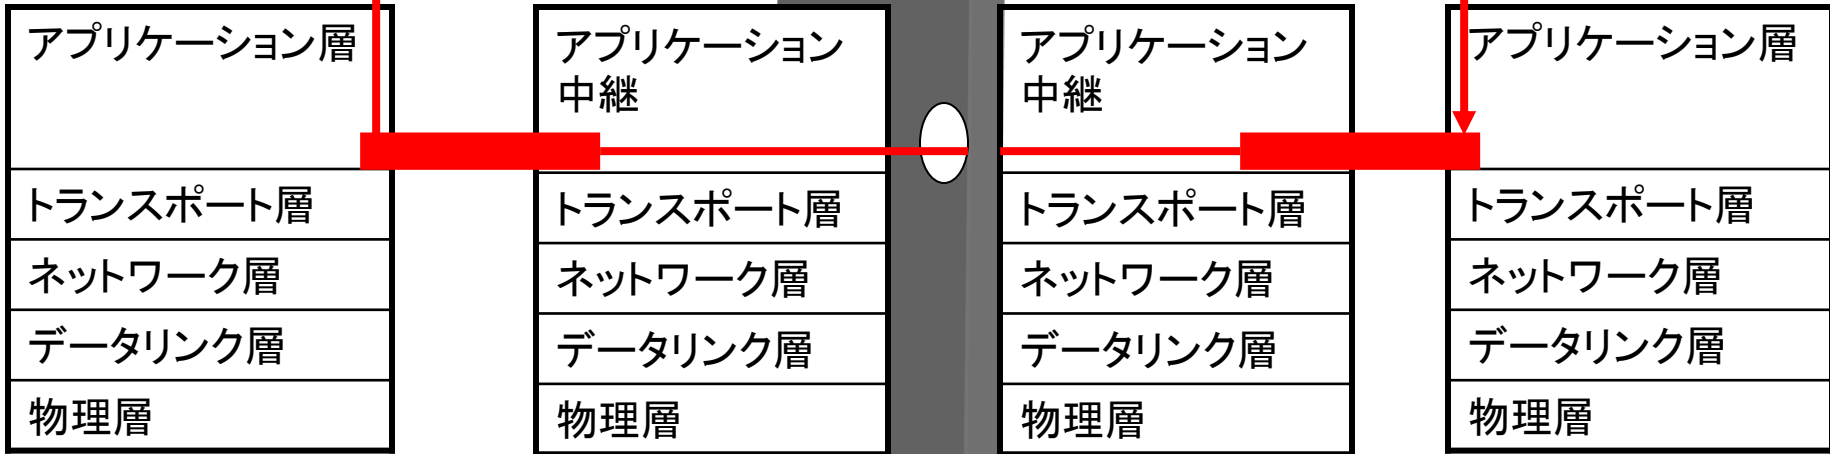 アプリケーション層
トランスポート層
ネットワーク層
データリンク層
物理層
アプリケーション
中継
トランスポート層
ネットワーク層
データリンク層
物理層
アプリケーション
中継
トランスポート層
ネットワーク層
データリンク層
物理層
アプリケーション層
トランスポート層
ネットワーク層
データリンク層
物理層